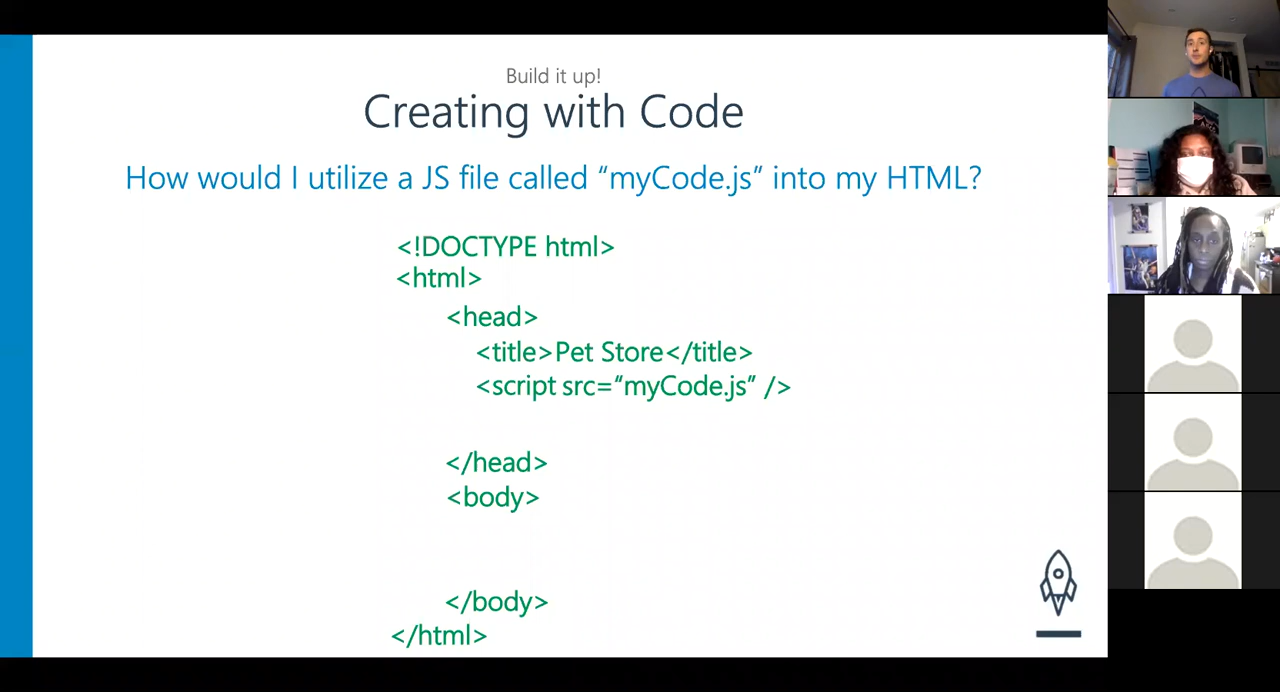 Build it up!
Creating with Code
How would I utilize a JS file called “myCode.js” into my HTML?
<!DOCTYPE html>
<html>
<head>
<title>Pet Store</title>
<script src=“myCode.js” />
</head>
<body>
</body>
</html>